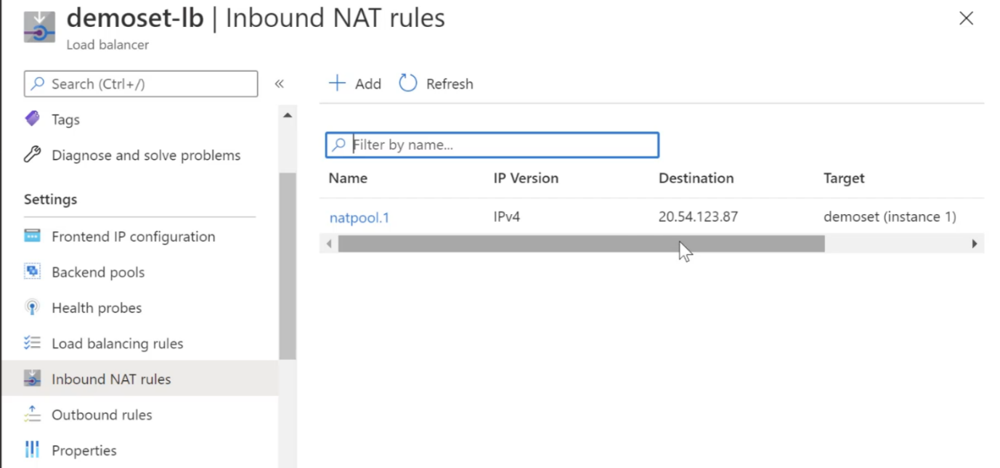 demoset-lb | Inbound NAT rules
Load balancer
Search (Ctrl+/)
«
Add
Refresh
Tags
Diagnose and solve problems
Settings
Frontend IP configuration
Backend pools
Health probes
Load balancing rules
Inbound NAT rules
Outbound rules
Properties
Filter by name...
Name IP Version Destination Target
natpool.1 IPv4 20.54.123.87 demoset (instance 1)